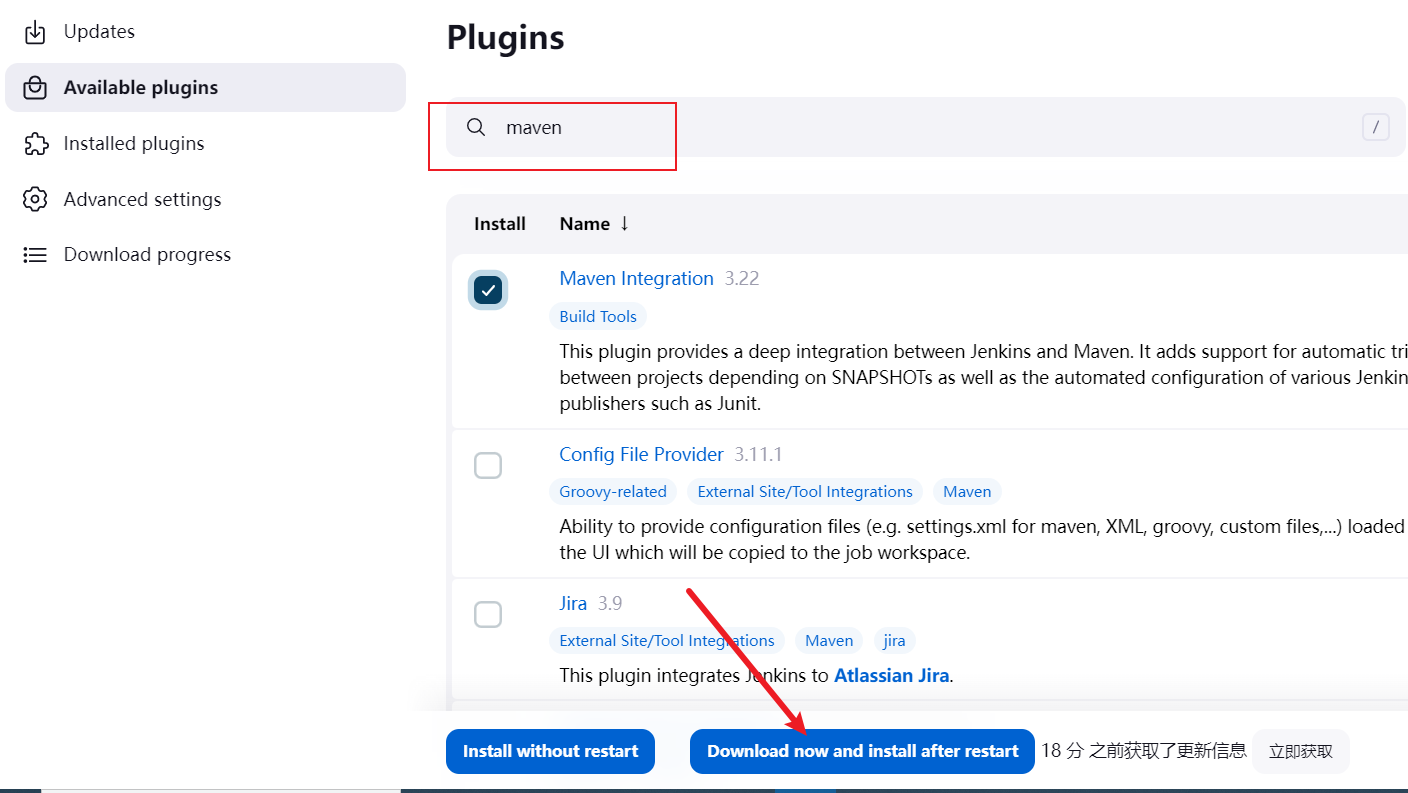 Updates
Available plugins
Installed plugins
Advanced settings
Download progress
Plugins
maven
/
Install Name ↓
Maven Integration 3.22
Build Tools
This plugin provides a deep integration between Jenkins and Maven. It adds support for automatic tri
between projects depending on SNAPSHOTs as well as the automated configuration of various Jenkin
publishers such as Junit.
Config File Provider 3.11.1
Groovy-related External Site/Tool Integrations Maven
Ability to provide configuration files (e.g. settings.xml for maven, XML, groovy, custom files,...) loaded
the UI which will be copied to the job workspace.
Jira 3.9
External Site/Tool Integrations Maven jira
This plugin integrates Jenkins to Atlassian Jira.
Install without restart Download now and install after restart 18 分 之前获取了更新信息 立即获取